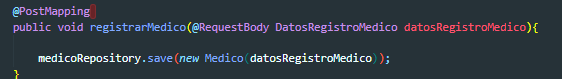 @PostMapping
public void registrarMedico(@RequestBody DatosRegistroMedico datosRegistroMedico){
medicoRepository.save(new Medico(datosRegistroMedico));
}